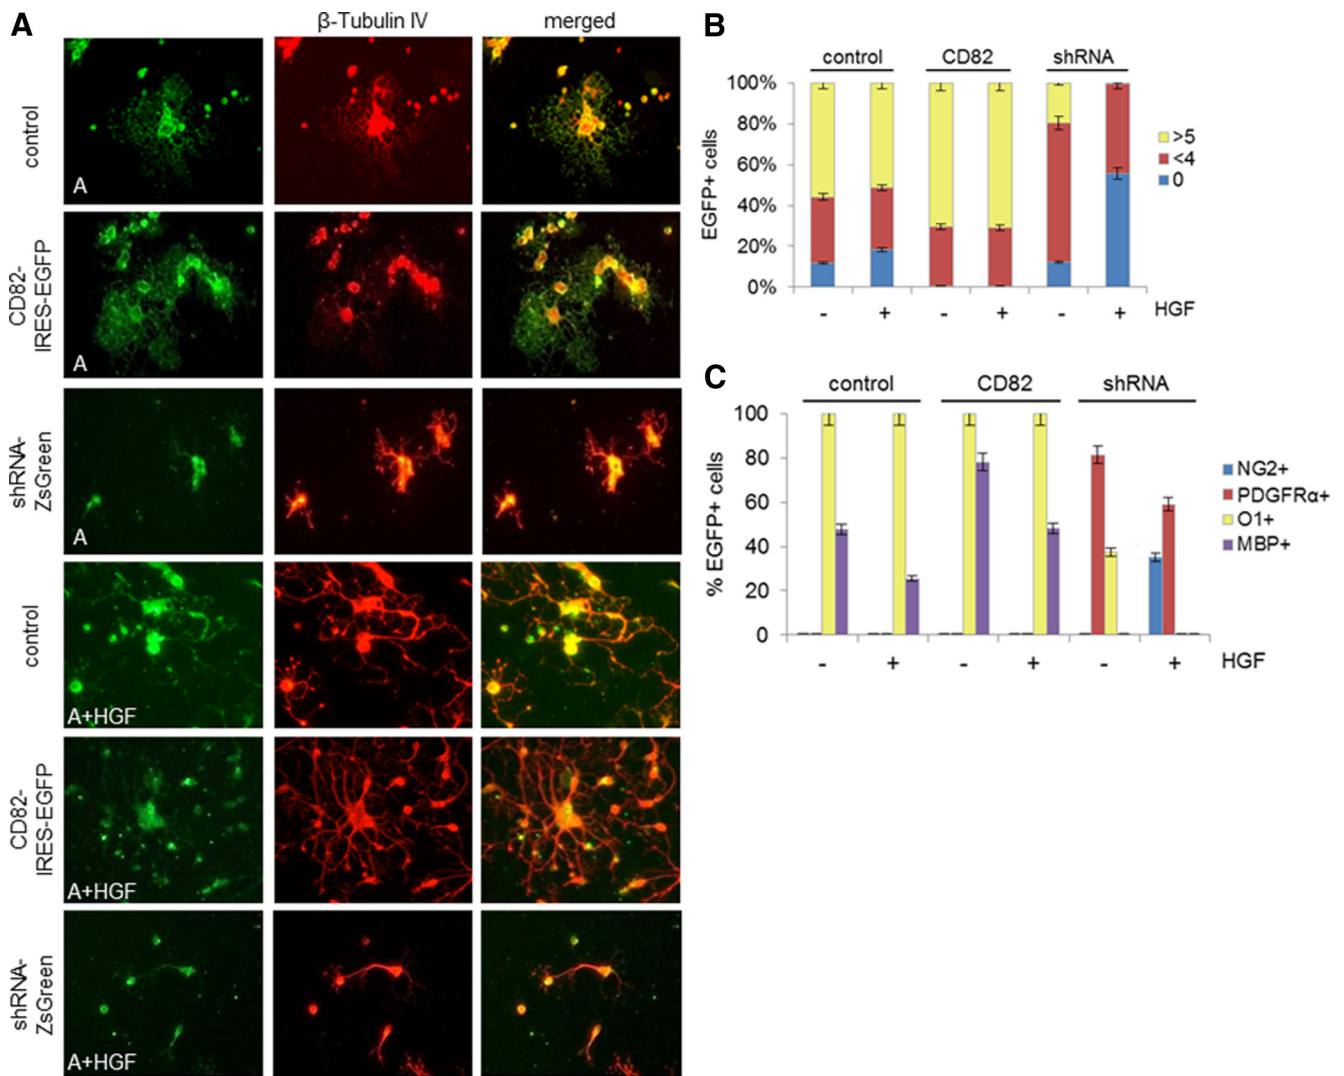 A
β-Tubulin IV
merged
control
A
CD82-
IRES-EGFP
A
shRNA-
ZsGreen
A
control
A+HGF
CD82-
IRES-EGFP
A+HGF
shRNA-
ZsGreen
A+HGF
B
control
CD82
shRNA
100%
80%
60%
40%
20%
0%
EGFP+ cells
>5
<4
0
- + - + - + HGF
C
control
CD82
shRNA
100
80
60
40
20
0
% EGFP+ cells
NG2+
PDGFRα+
O1+
MBP+
- + - + - + HGF